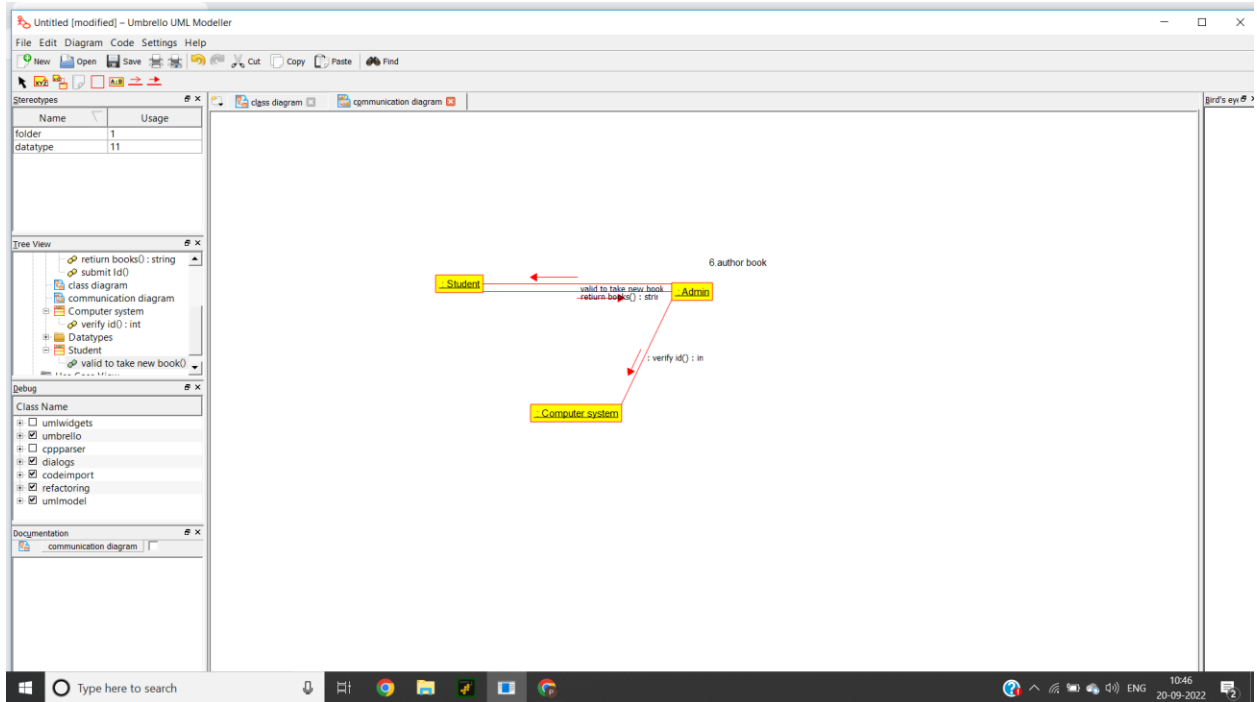 Untitled [modified] – Umbrello UML Modeller
File Edit Diagram Code Settings Help
New Open Save Cut Copy Paste Find
Stereotypes
class diagram
communication diagram
Bird's eye
Name Usage
folder 1
datatype 11
Tree View
retiurn books() : string
submit Id()
class diagram
communication diagram
Computer system
verify id() : int
Datatypes
Student
valid to take new book()
Debug
Class Name
umlwidgets
umbrello
cppparser
dialogs
codeimport
refactoring
umlmodel
Documentation
communication diagram
6.author book
: Student
valid to take new book
retiurn books() : stri
: Admin
: verify id() : in
: Computer system
Type here to search
ENG
10:46
20-09-2022
2